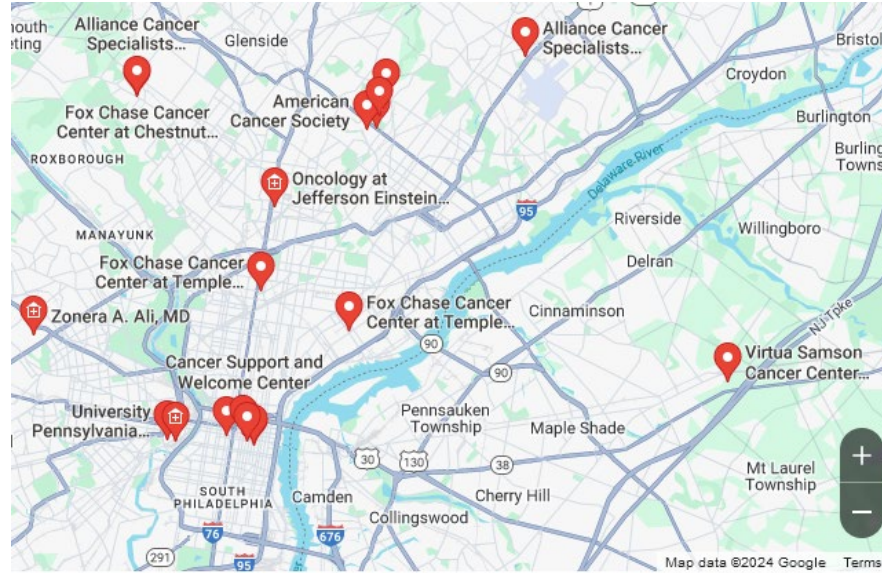 mouth
eting
Alliance Cancer
Specialists...
Glenside
Alliance Cancer
Specialists...
Bristol
Croydon
Fox Chase Cancer
Center at Chestnut...
American
Cancer Society
Burlington
ROXBOROUGH
Burling
Towns
Delaware River
Oncology at
Jefferson Einstein...
95
Riverside
Willingboro
MANAYUNK
Delran
Fox Chase Cancer
Center at Temple...
Zonera A. Ali, MD
Fox Chase Cancer
Center at Temple...
Cinnaminson
NJ Tpke
90
Virtua Samson
Cancer Center...
Cancer Support and
Welcome Center
90
University
Pennsylvania...
Pennsauken
Township
Maple Shade
30
130
38
Mt Laurel
Township
SOUTH
PHILADELPHIA
Camden
Cherry Hill
Collingswood
76
676
291
95
+
−
Map data ©2024 Google
Terms